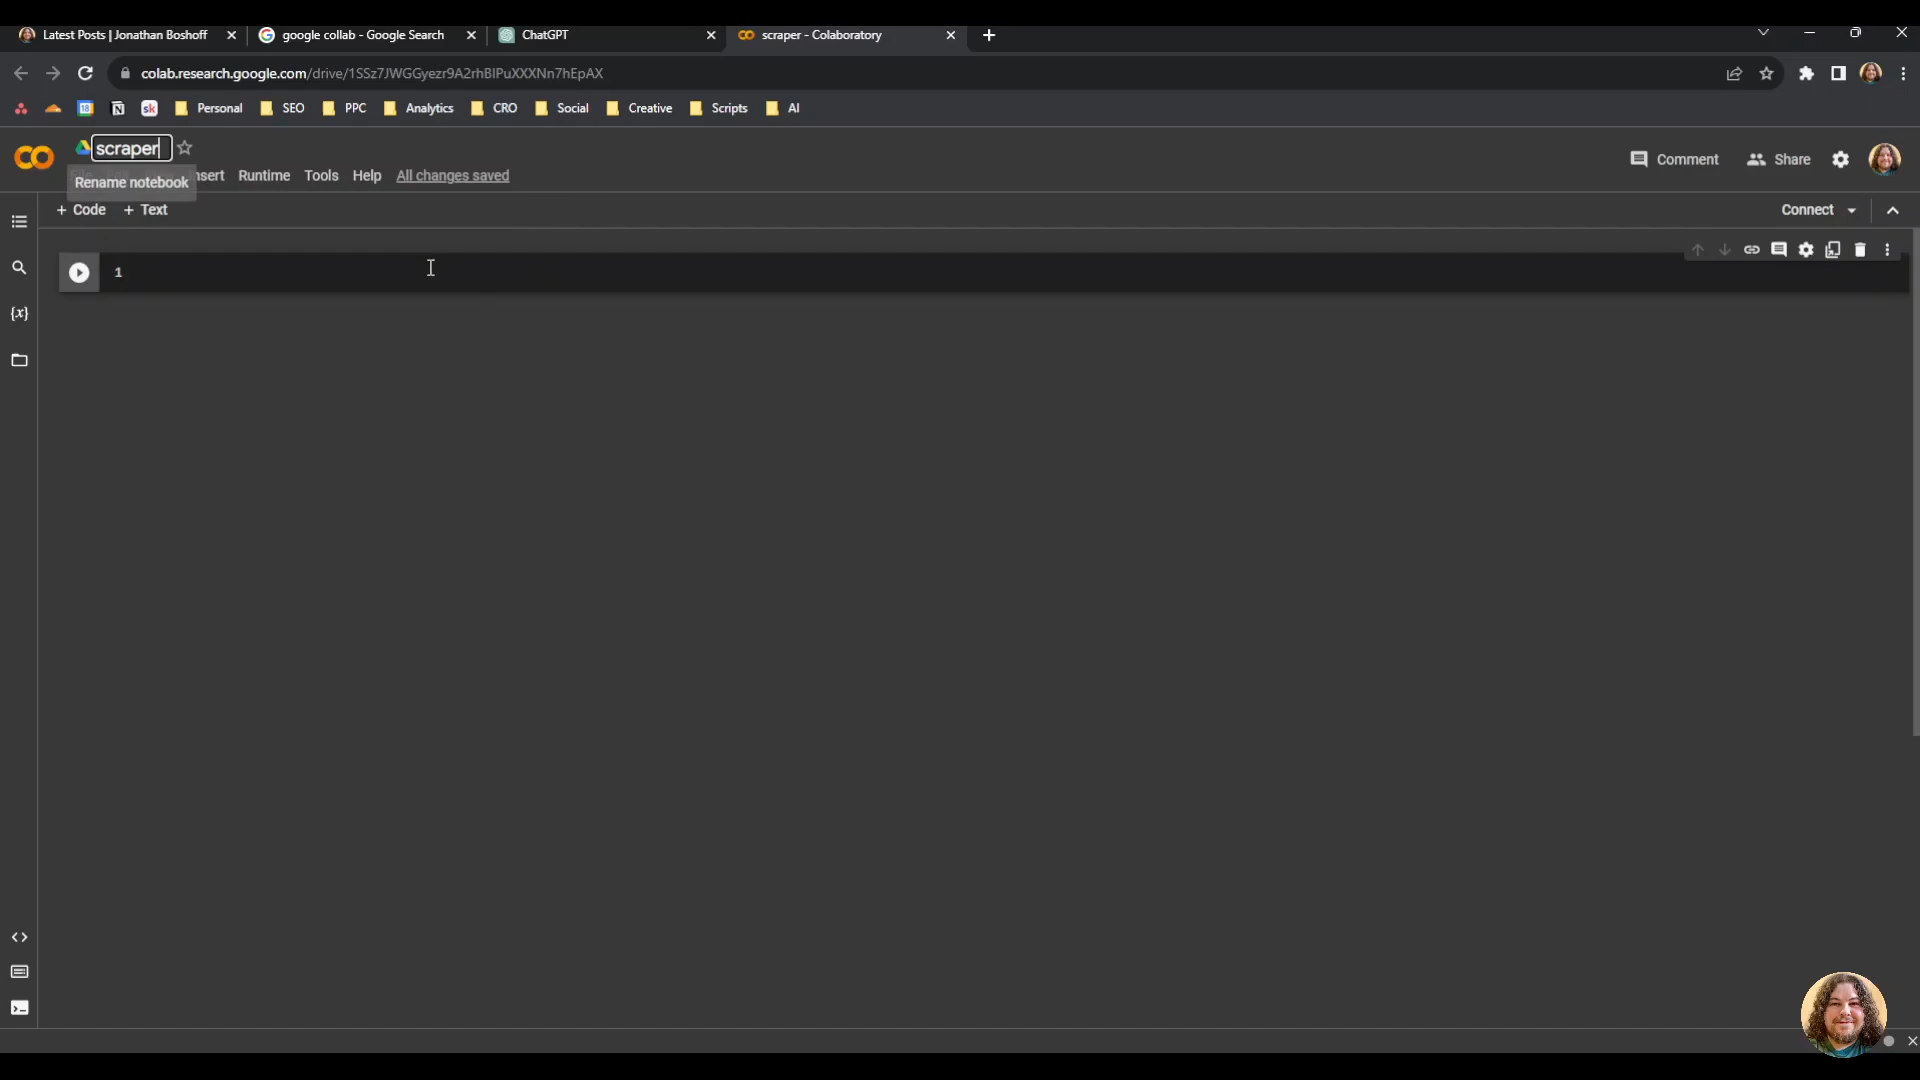 Latest Posts | Jonathan Boshoff google collab - Google Search ChatGPT scraper - Colaboratory
colab.research.google.com/drive/1SSz7JWGGyezr9A2rhBIPuXXXNn7hEpAX
18 sk Personal SEO PPC Analytics CRO Social Creative Scripts AI
scraper
Comment Share
nsert Runtime Tools Help All changes saved
Rename notebook
+ Code + Text Connect
1
{x}